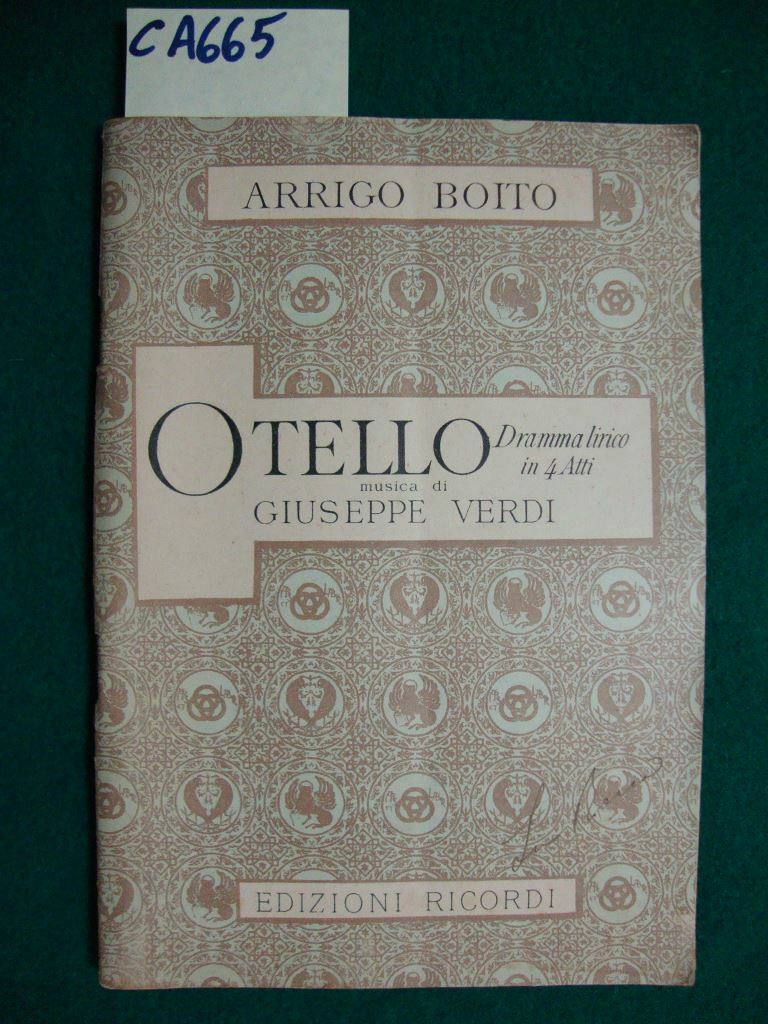 CA665
ARRIGO BOITO
OTELLO
Dramma lirico
in 4 Atti
musica di
GIUSEPPE VERDI
EDIZIONI RICORDI